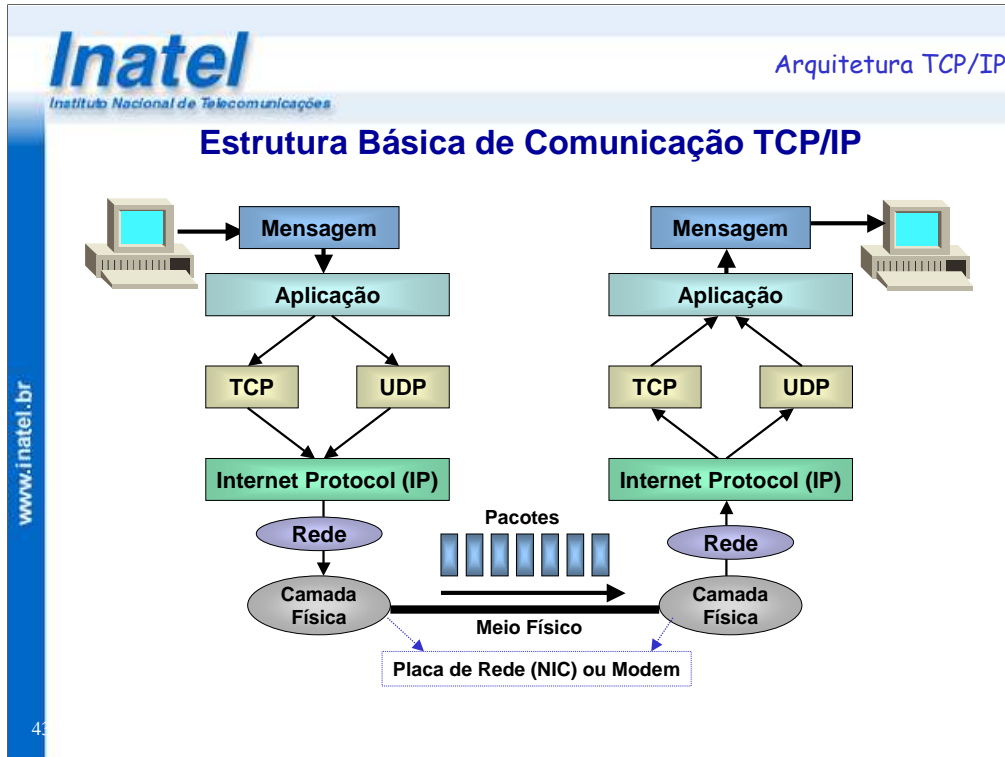 Inatel
Instituto Nacional de Telecomunicações
Arquitetura TCP/IP
Estrutura Básica de Comunicação TCP/IP
Mensagem
Mensagem
Aplicação
Aplicação
TCP
UDP
TCP
UDP
Internet Protocol (IP)
Internet Protocol (IP)
Pacotes
Rede
Rede
Camada
Física
Camada
Física
Meio Físico
Placa de Rede (NIC) ou Modem
www.inatel.br
43